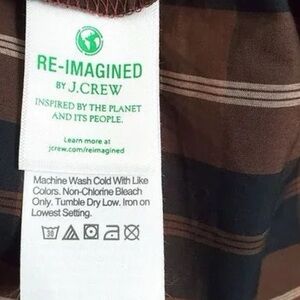 RE-IMAGINED
BY J.CREW
INSPIRED BY THE PLANET
AND ITS PEOPLE.
Learn more at
jcrew.com/reimagined
Machine Wash Cold With Like
Colors. Non-Chlorine Bleach
Only. Tumble Dry Low. Iron on
Lowest Setting.
30